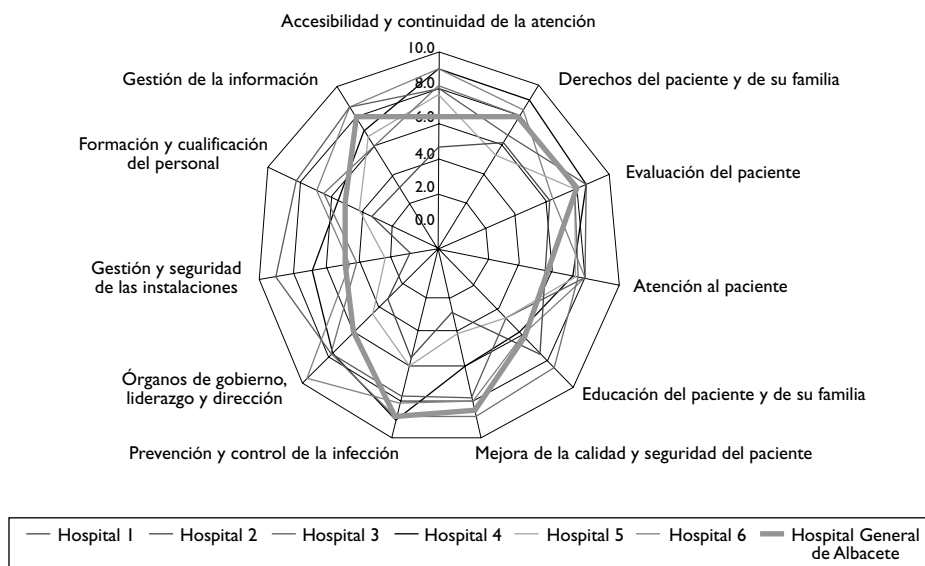 Accesibilidad y continuidad de la atención
10.0
Gestión de la información
8.0
Derechos del paciente y de su familia
6.0
Formación y cualificación
del personal
4.0
Evaluación del paciente
2.0
0.0
Gestión y seguridad
de las instalaciones
Atención al paciente
Órganos de gobierno,
liderazgo y dirección
Educación del paciente y de su familia
Prevención y control de la infección
Mejora de la calidad y seguridad del paciente
Hospital 1
Hospital 2
Hospital 3
Hospital 4
Hospital 5
Hospital 6
Hospital General
de Albacete